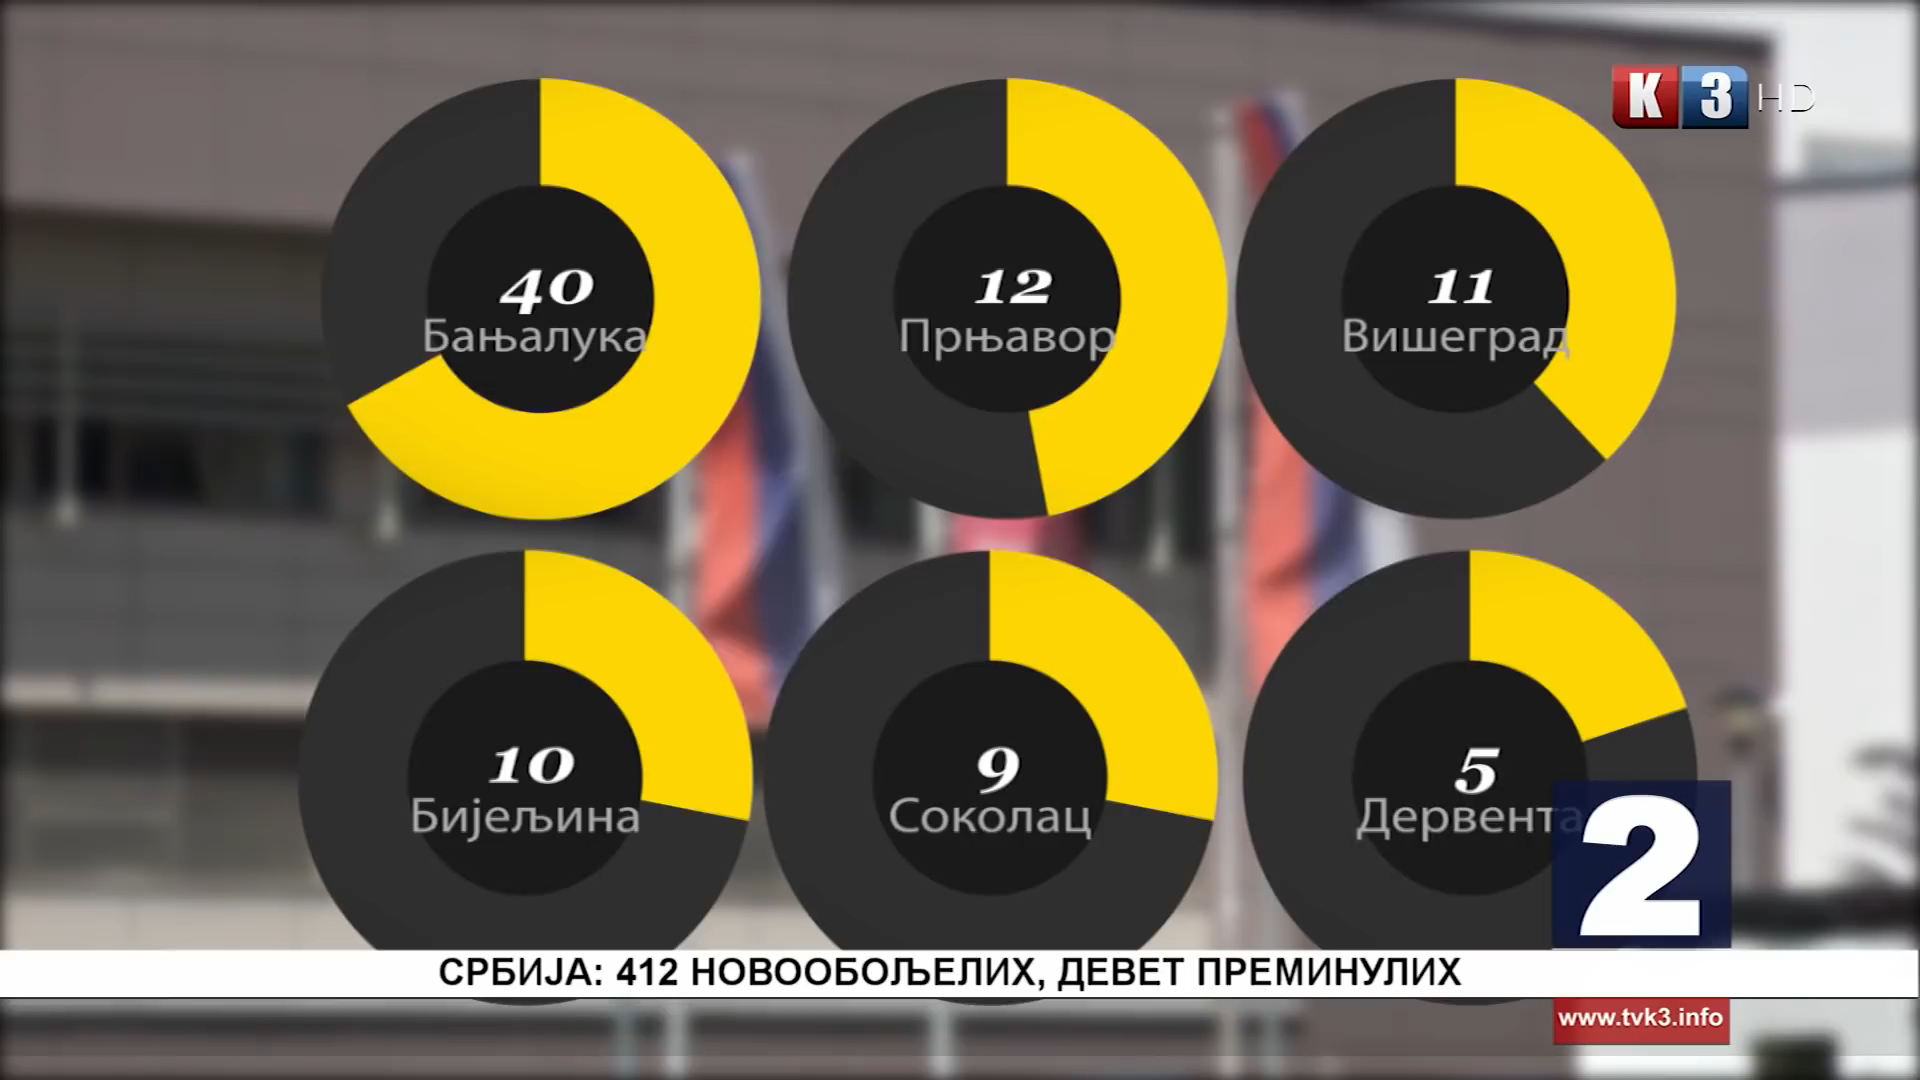 К 3 HD
40
Бањалука
12
Прњавор
11
Вишеград
10
Бијељина
9
Соколац
5
Дервента
2
СРБИЈА: 412 НОВООБОЉЕЛИХ, ДЕВЕТ ПРЕМИНУЛИХ
www.tvk3.info